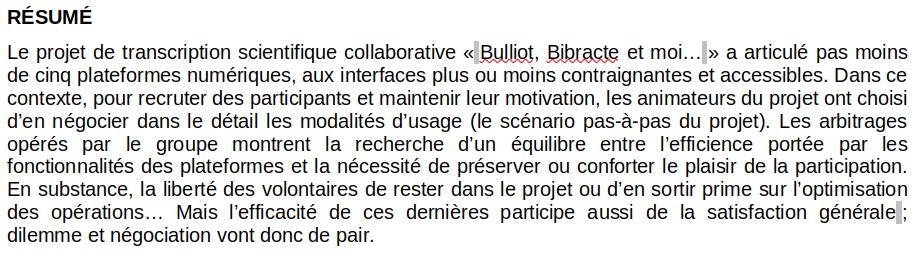 RÉSUMÉ
Le projet de transcription scientifique collaborative « Bulliot, Bibracte et moi… » a articulé pas moins
de cinq plateformes numériques, aux interfaces plus ou moins contraignantes et accessibles. Dans ce
contexte, pour recruter des participants et maintenir leur motivation, les animateurs du projet ont choisi
d’en négocier dans le détail les modalités d’usage (le scénario pas-à-pas du projet). Les arbitrages
opérés par le groupe montrent la recherche d’un équilibre entre l’efficience portée par les
fonctionnalités des plateformes et la nécessité de préserver ou conforter le plaisir de la participation.
En substance, la liberté des volontaires de rester dans le projet ou d’en sortir prime sur l’optimisation
des opérations… Mais l’efficacité de ces dernières participe aussi de la satisfaction générale ;
dilemme et négociation vont donc de pair.